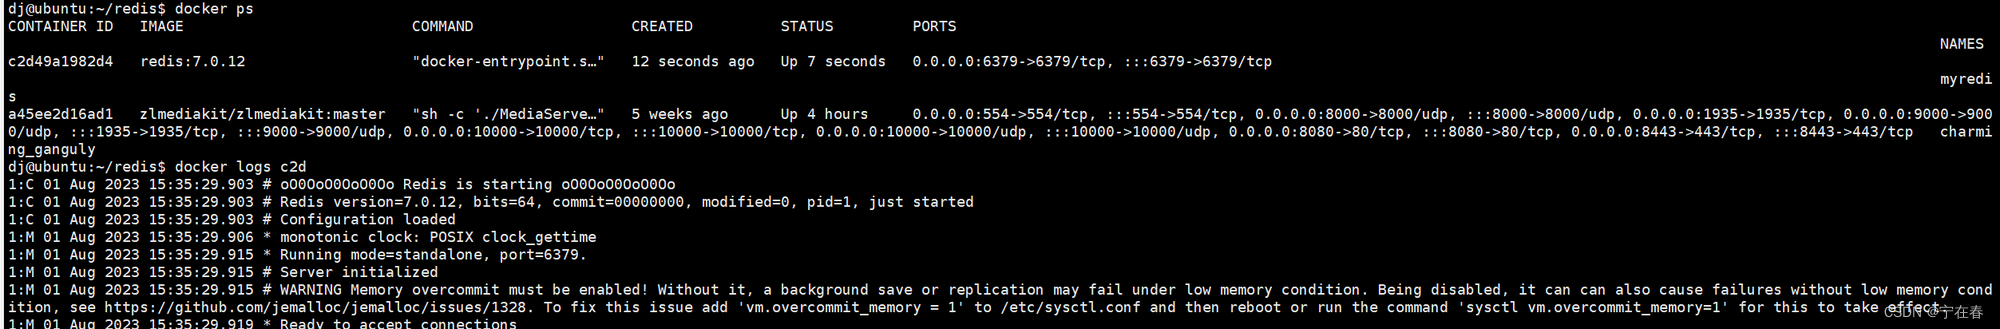 dj@ubuntu:~/redis$ docker ps
CONTAINER ID   IMAGE                          COMMAND                  CREATED          STATUS         PORTS
NAMES
c2d49a1982d4   redis:7.0.12                   "docker-entrypoint.s…"   12 seconds ago   Up 7 seconds   0.0.0.0:6379->6379/tcp, :::6379->6379/tcp
myredi
s
a45ee2d16ad1   zlmediakit/zlmediakit:master   "sh -c './MediaServe…"   5 weeks ago      Up 4 hours     0.0.0.0:554->554/tcp, :::554->554/tcp, 0.0.0.0:8000->8000/udp, :::8000->8000/udp, 0.0.0.0:1935->1935/tcp, 0.0.0.0:9000->900
0/udp, :::1935->1935/tcp, :::9000->9000/udp, 0.0.0.0:10000->10000/tcp, :::10000->10000/tcp, 0.0.0.0:10000->10000/udp, :::10000->10000/udp, 0.0.0.0:8080->80/tcp, :::8080->80/tcp, 0.0.0.0:8443->443/tcp, :::8443->443/tcp   charmi
ng_ganguly
dj@ubuntu:~/redis$ docker logs c2d
1:C 01 Aug 2023 15:35:29.903 # oO0OoO0OoO0Oo Redis is starting oO0OoO0OoO0Oo
1:C 01 Aug 2023 15:35:29.903 # Redis version=7.0.12, bits=64, commit=00000000, modified=0, pid=1, just started
1:C 01 Aug 2023 15:35:29.903 # Configuration loaded
1:M 01 Aug 2023 15:35:29.906 * monotonic clock: POSIX clock_gettime
1:M 01 Aug 2023 15:35:29.915 * Running mode=standalone, port=6379.
1:M 01 Aug 2023 15:35:29.915 # Server initialized
1:M 01 Aug 2023 15:35:29.915 # WARNING Memory overcommit must be enabled! Without it, a background save or replication may fail under low memory condition. Being disabled, it can can also cause failures without low memory cond
ition, see https://github.com/jemalloc/jemalloc/issues/1328. To fix this issue add 'vm.overcommit_memory = 1' to /etc/sysctl.conf and then reboot or run the command 'sysctl vm.overcommit_memory=1' for this to take effect.
1:M 01 Aug 2023 15:35:29.919 * Ready to accept connections
CSDN @宁在春